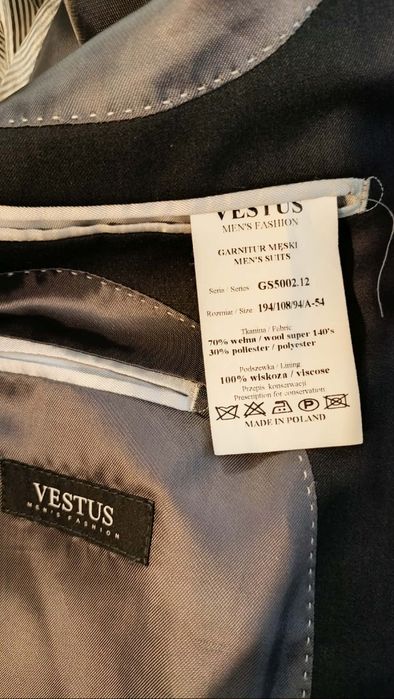 VESTUS
MEN'S FASHION
GARNITUR MĘSKI
MEN'S SUITS
Seria / Series GS5002.12
Rozmiar / Size 194/108/94/A-54
Tkanina / Fabric
70% wełna / wool super 140's
30% poliester / polyester
Podszewka / Lining
100% wiskoza / viscose
Przepis konserwacji
Prescription for conservation
P
MADE IN POLAND
VESTUS
MEN'S FASHION